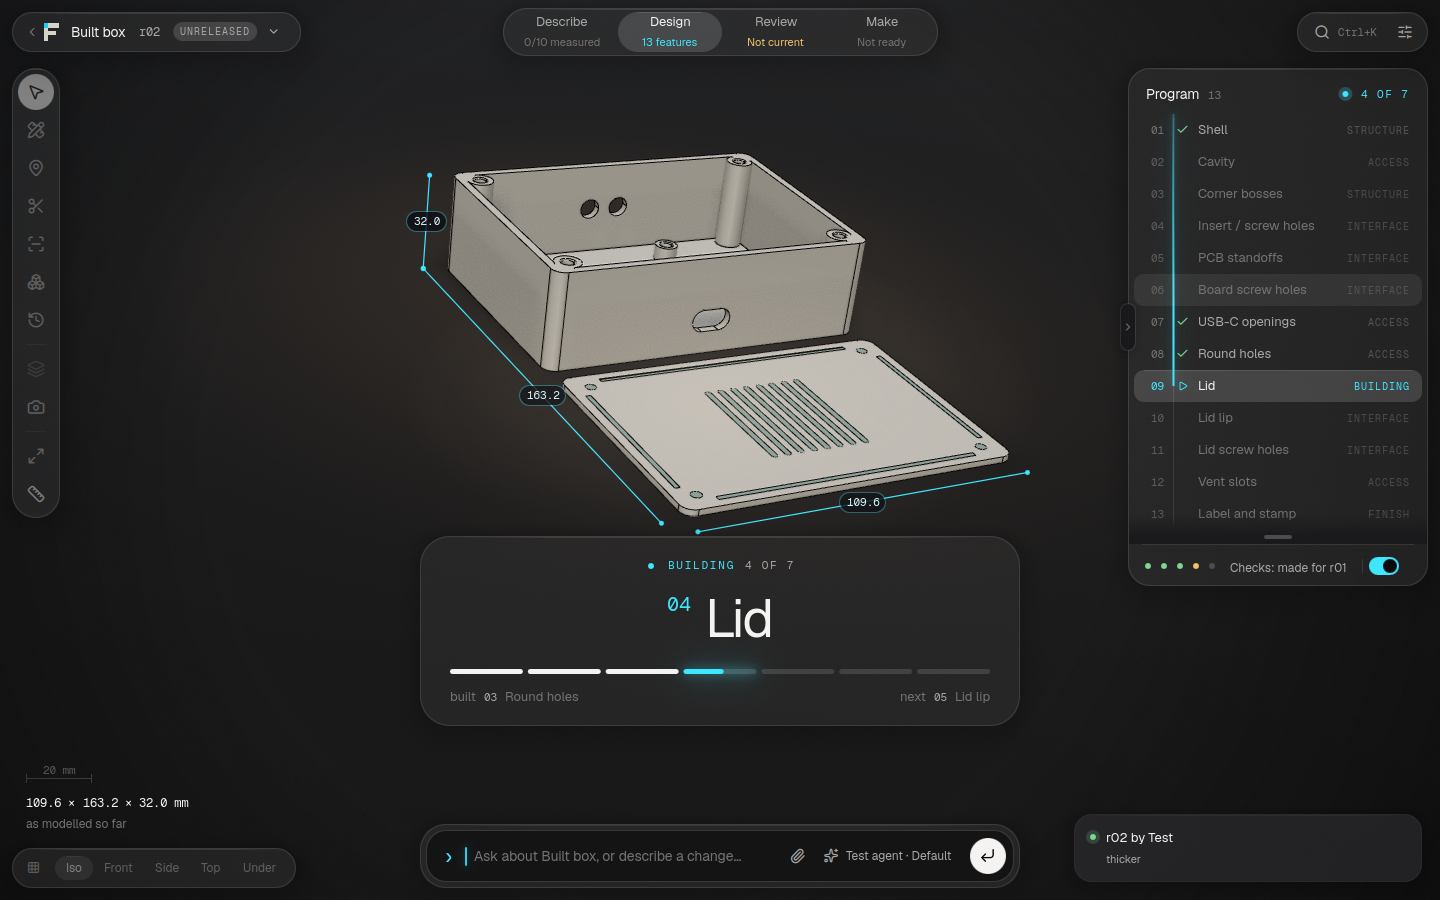 Built box r02 UNRELEASED
Describe
0/10 measured
Design
13 features
Review
Not current
Make
Not ready
Ctrl+K
Program 13
4 OF 7
01 Shell STRUCTURE
02 Cavity ACCESS
03 Corner bosses STRUCTURE
04 Insert / screw holes INTERFACE
05 PCB standoffs INTERFACE
06 Board screw holes INTERFACE
07 USB-C openings ACCESS
08 Round holes ACCESS
09 Lid BUILDING
10 Lid lip INTERFACE
11 Lid screw holes INTERFACE
12 Vent slots ACCESS
13 Label and stamp FINISH
Checks: made for r01
32.0
163.2
109.6
BUILDING 4 OF 7
04 Lid
built 03 Round holes
next 05 Lid lip
20 mm
109.6 × 163.2 × 32.0 mm
as modelled so far
Iso Front Side Top Under
Ask about Built box, or describe a change…
Test agent · Default
r02 by Test
thicker